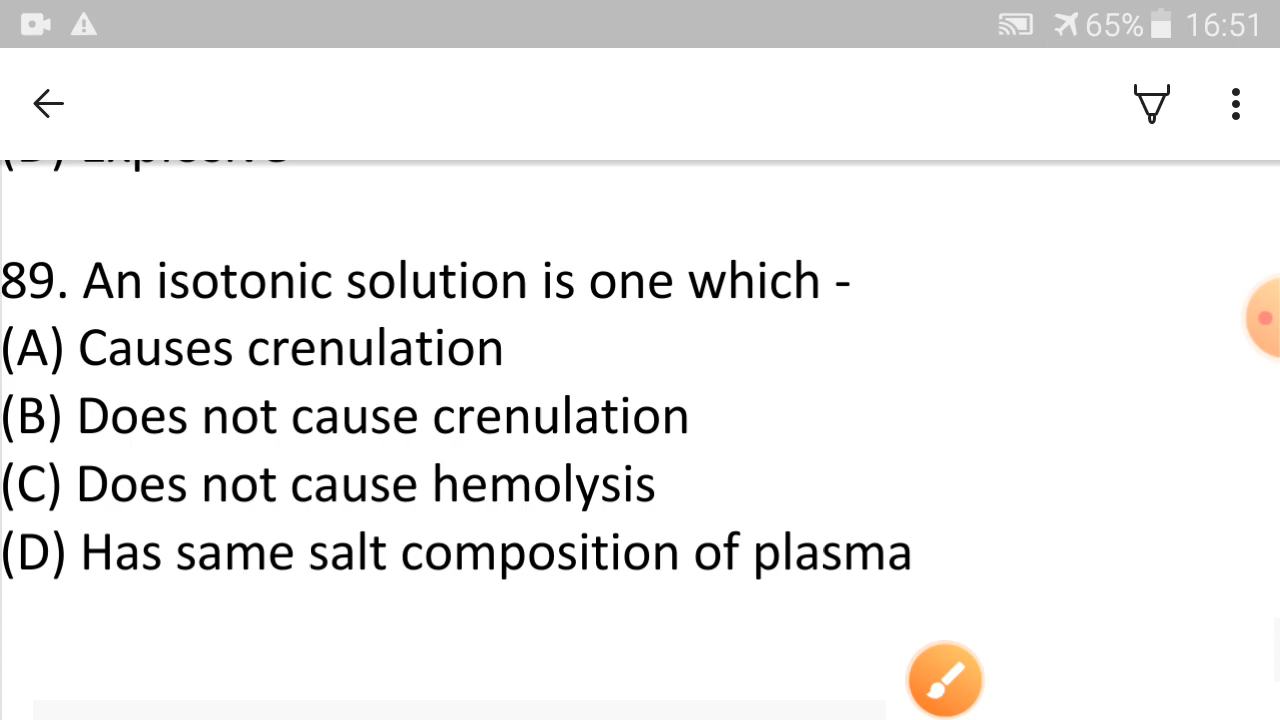 65% 16:51
89. An isotonic solution is one which -
(A) Causes crenulation
(B) Does not cause crenulation
(C) Does not cause hemolysis
(D) Has same salt composition of plasma